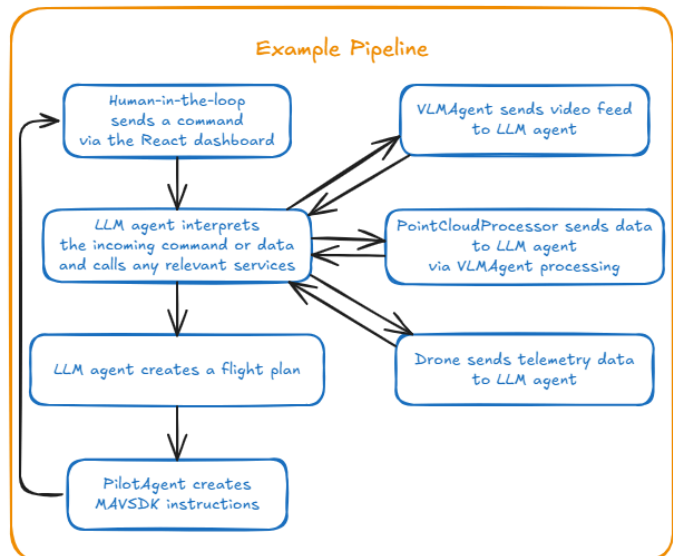 Example Pipeline
Human-in-the-loop
sends a command
via the React dashboard
VLMAgent sends video feed
to LLM agent
LLM agent interprets
the incoming command or data
and calls any relevant services
PointCloudProcessor sends data
to LLM agent
via VLMAgent processing
LLM agent creates a flight plan
Drone sends telemetry data
to LLM agent
PilotAgent creates
MAVSDK instructions